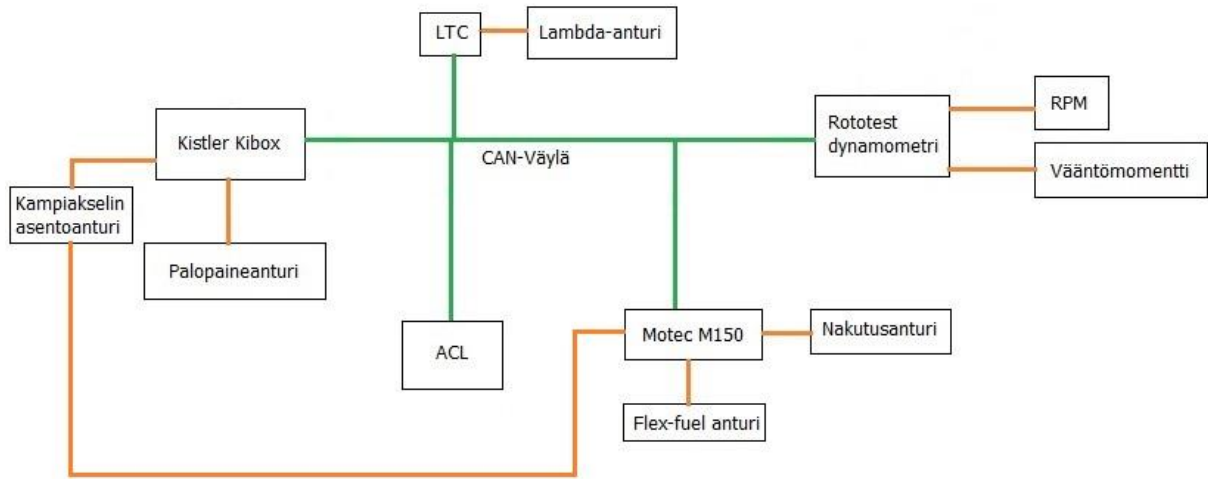 LTC
Lambda-anturi
Kistler Kibox
CAN-Väylä
Rototest
dynamometri
RPM
Vääntömomentti
Kampiakselin
asentoanturi
Palopaineanturi
ACL
Motec M150
Nakutusanturi
Flex-fuel anturi